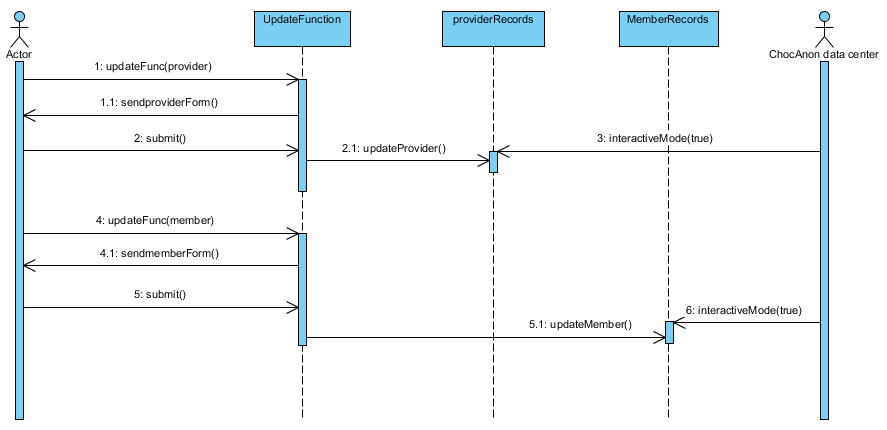 UpdateFunction
providerRecords
MemberRecords
Actor
ChocAnon data center
1: updateFunc(provider)
1.1: sendproviderForm()
2: submit()
3: interactiveMode(true)
2.1: updateProvider()
4: updateFunc(member)
4.1: sendmemberForm()
5: submit()
6: interactiveMode(true)
5.1: updateMember()